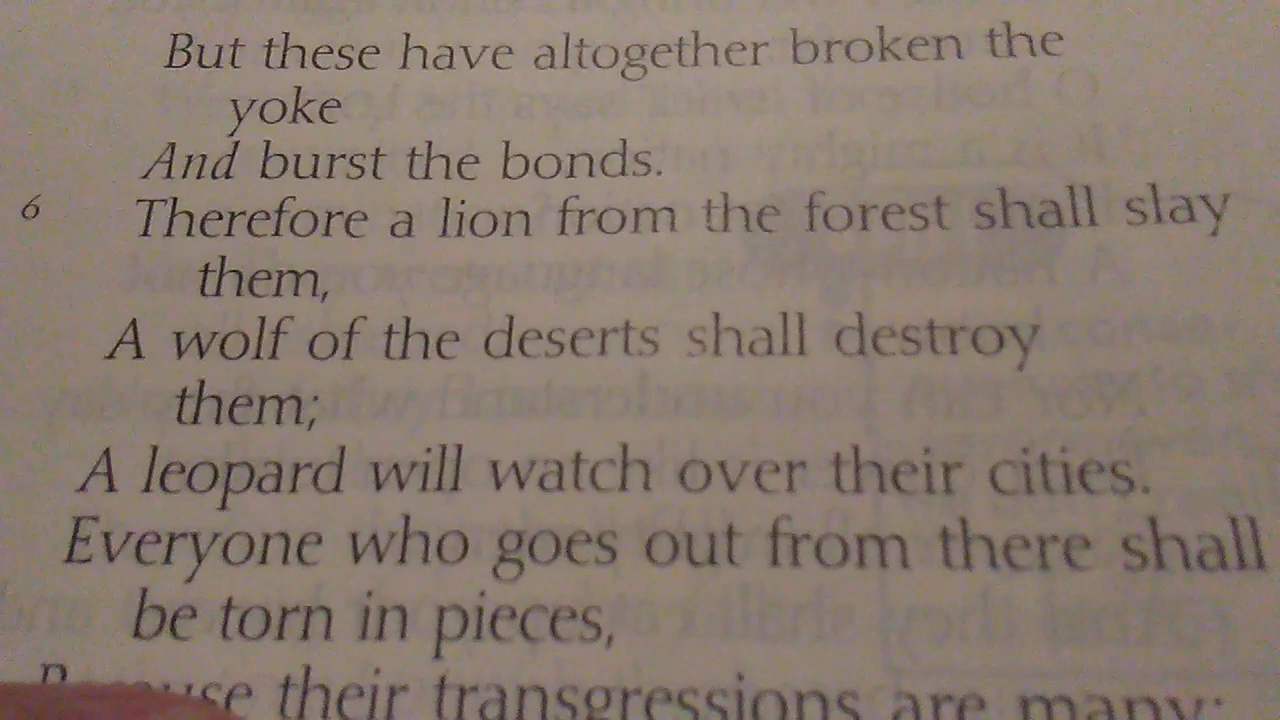 But these have altogether broken the
yoke
And burst the bonds.
6 Therefore a lion from the forest shall slay
them,
A wolf of the deserts shall destroy
them;
A leopard will watch over their cities.
Everyone who goes out from there shall
be torn in pieces,
their transgressions are many;